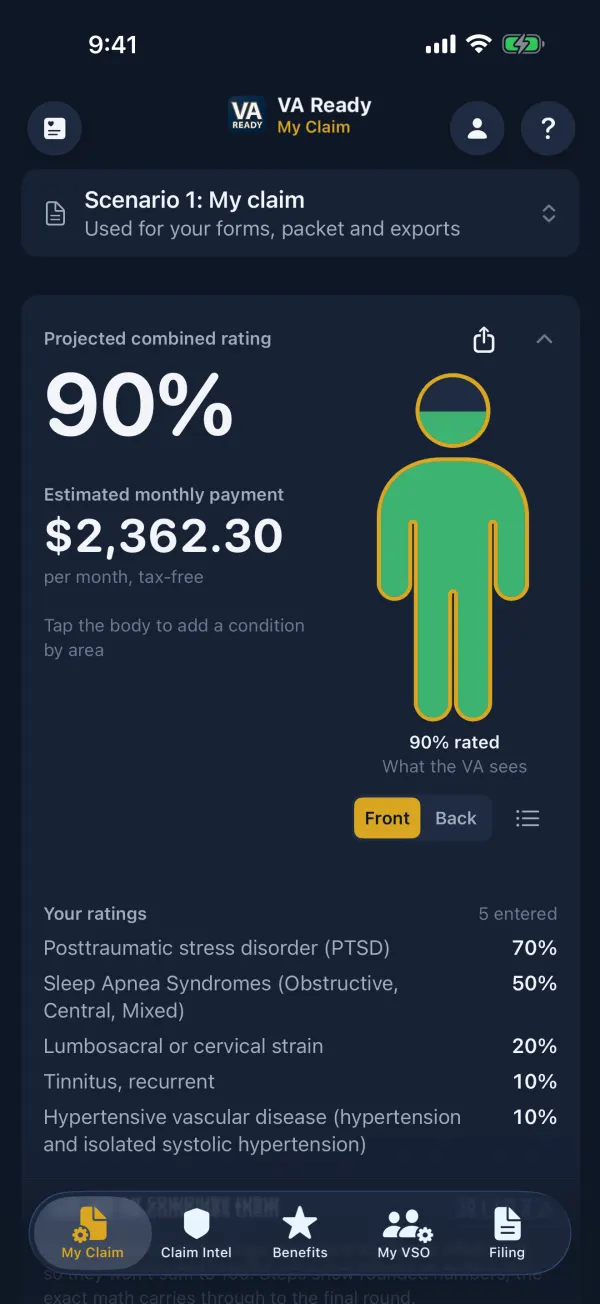 9:41
VA READY
VA Ready
My Claim
?
Scenario 1: My claim
Used for your forms, packet and exports
Projected combined rating
90%
Estimated monthly payment
$2,362.30
per month, tax-free
Tap the body to add a condition
by area
90% rated
What the VA sees
Front Back
Your ratings 5 entered
Posttraumatic stress disorder (PTSD) 70%
Sleep Apnea Syndromes (Obstructive, 50%
Central, Mixed)
Lumbosacral or cervical strain 20%
Tinnitus, recurrent 10%
Hypertensive vascular disease (hypertension 10%
and isolated systolic hypertension)
My Claim Claim Intel Benefits My VSO Filing
exact math carries through to the final round.